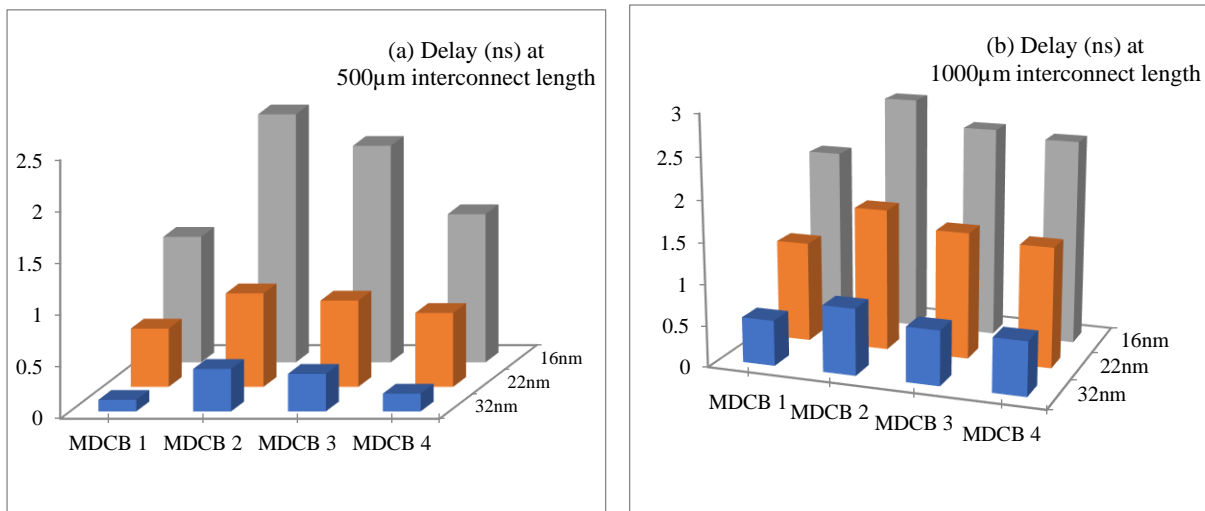 (a) Delay (ns) at
500µm interconnect length
2.5
2
1.5
1
0.5
0
16nm
22nm
32nm
MDCB 1 MDCB 2 MDCB 3 MDCB 4
(b) Delay (ns) at
1000µm interconnect length
3
2.5
2
1.5
1
0.5
0
16nm
22nm
32nm
MDCB 1 MDCB 2 MDCB 3 MDCB 4